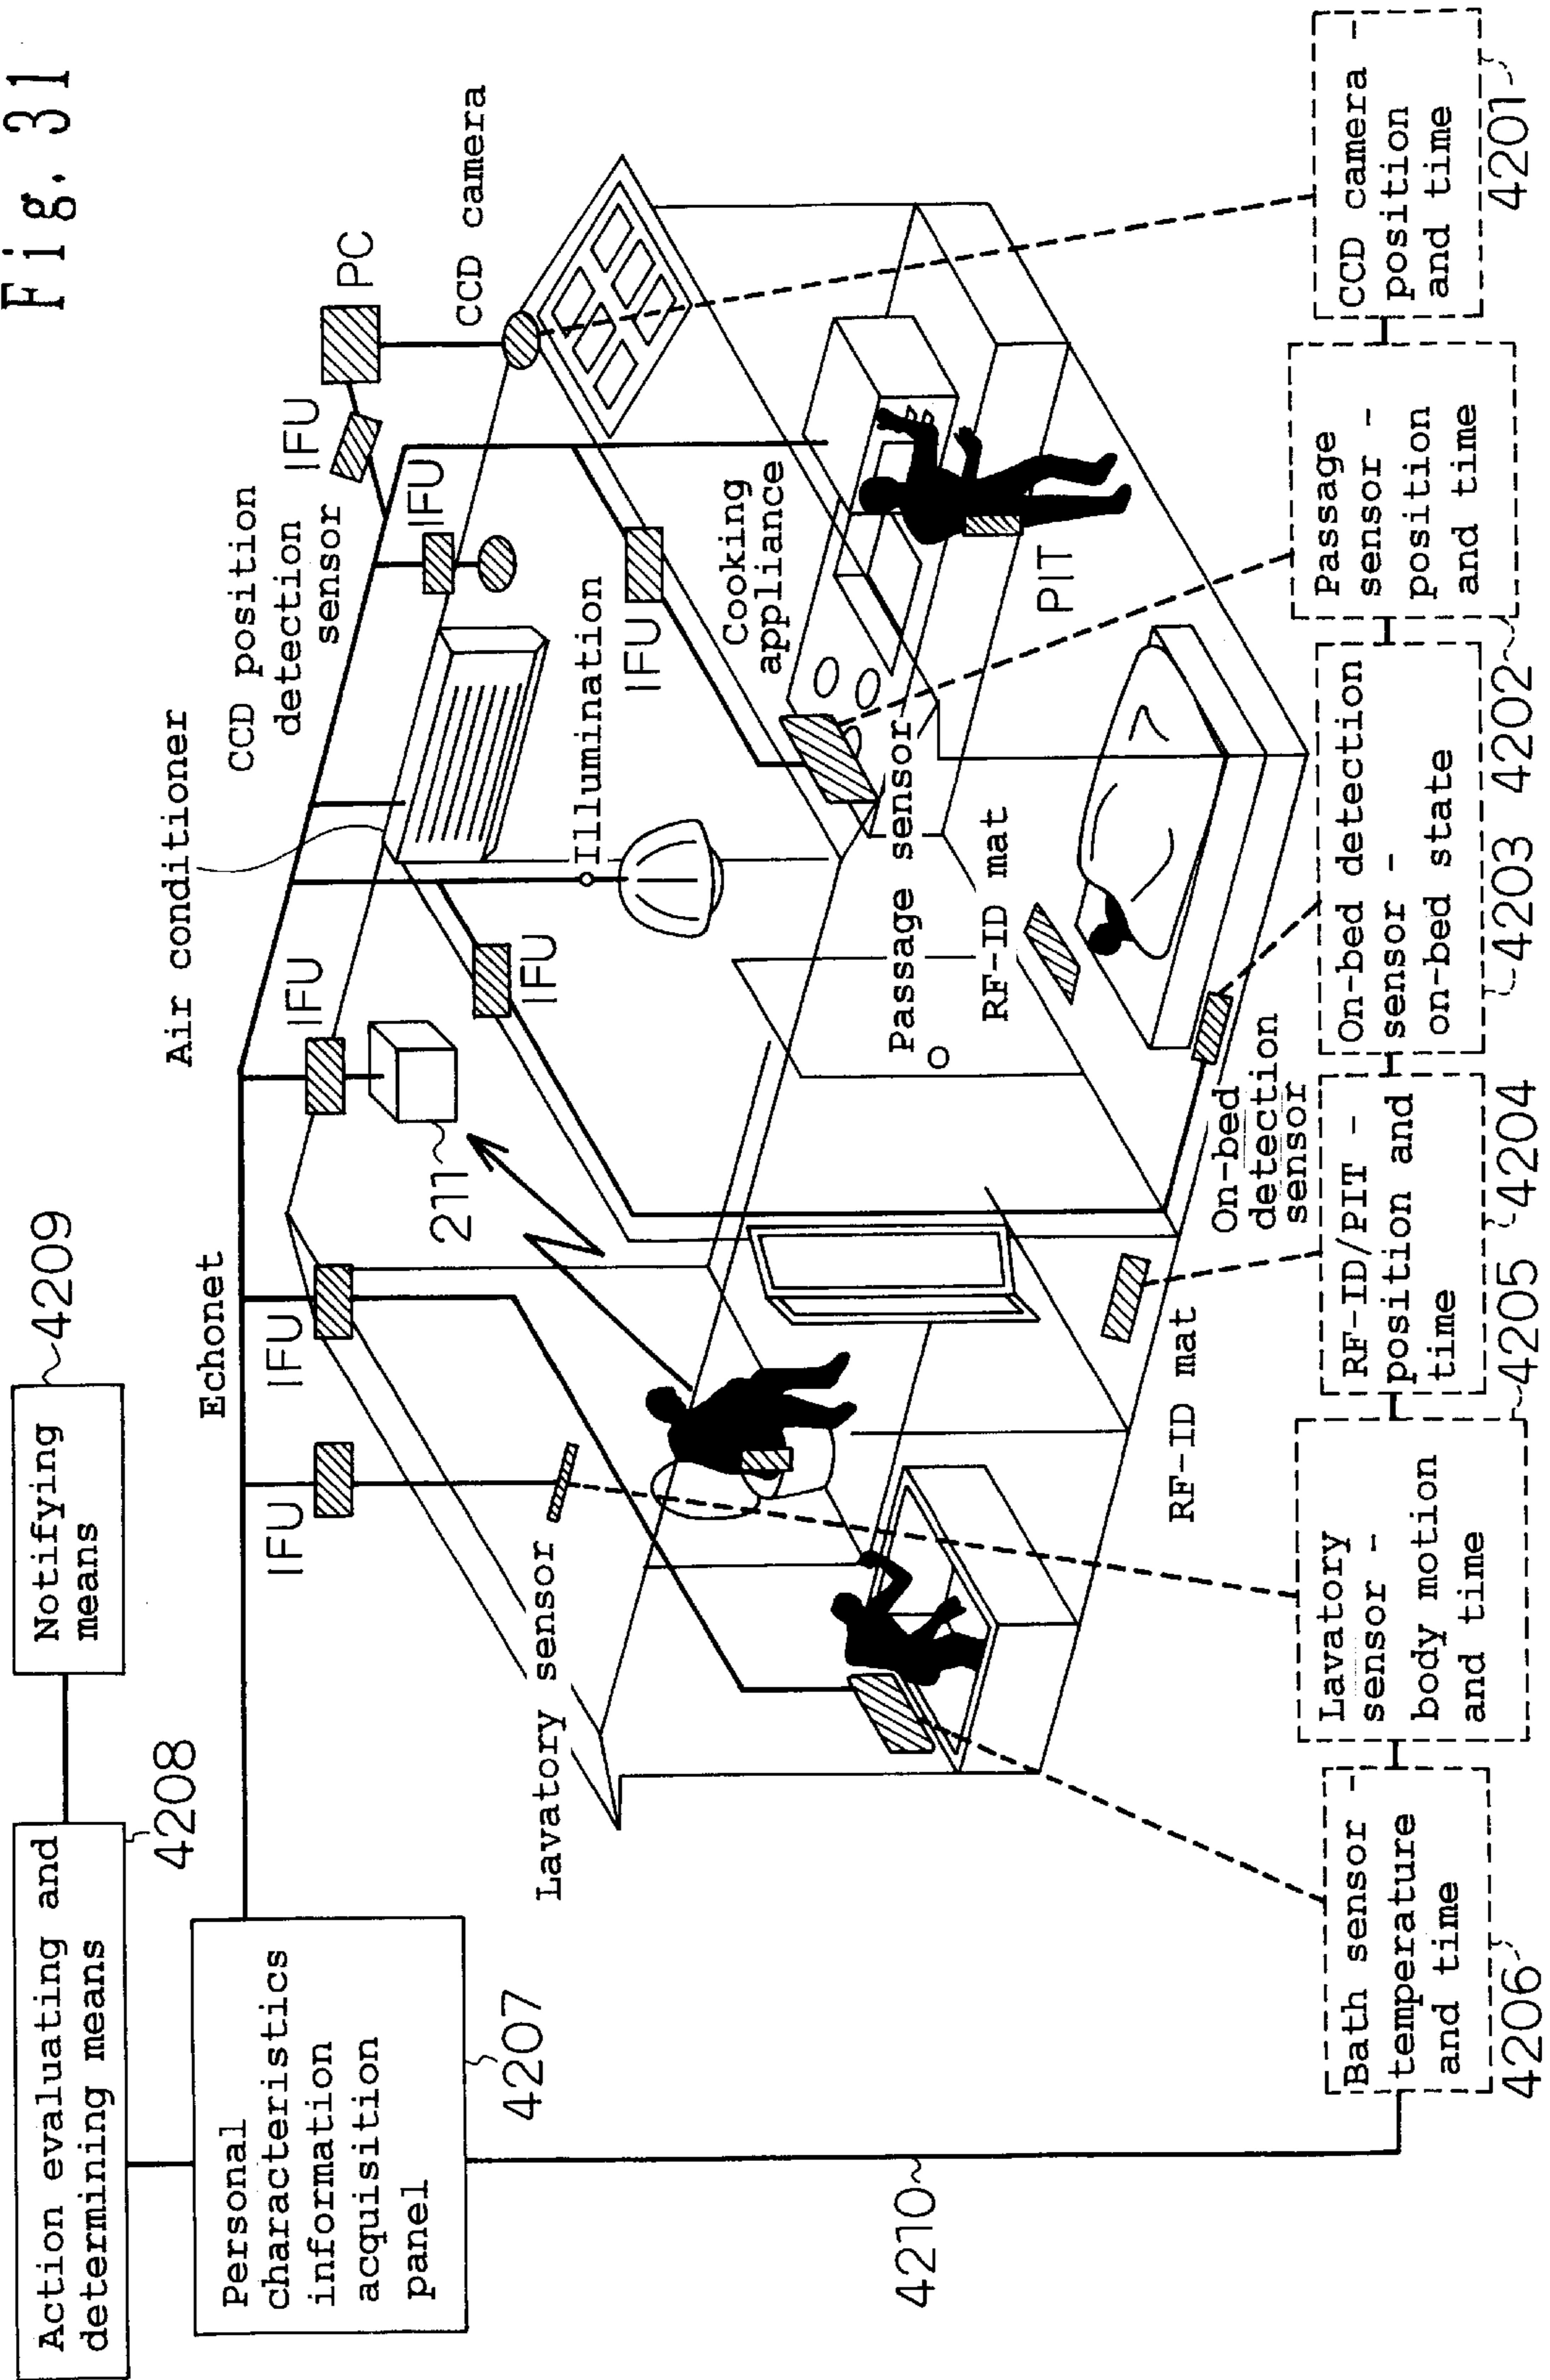 Fig. 31
Action evaluating and
determining means
4208
Notifying
means
4209
Personal
characteristics
information
acquisition
panel
4207
Echonet
IFU
IFU
IFU
211
Air conditioner
CCD position
detection
sensor
IFU
IFU
PC
CCD camera
IFU
Illumination
IFU
Cooking
appliance
Lavatory sensor
Passage sensor
RF-ID mat
PIT
On-bed
detection
sensor
RF-ID mat
4210
Bath sensor -
temperature
and time
4206
Lavatory
sensor -
body motion
and time
4205
RF-ID/PIT -
position and
time
4204
On-bed detection
sensor -
on-bed state
4203
Passage
sensor -
position
and time
4202
CCD camera -
position
and time
4201